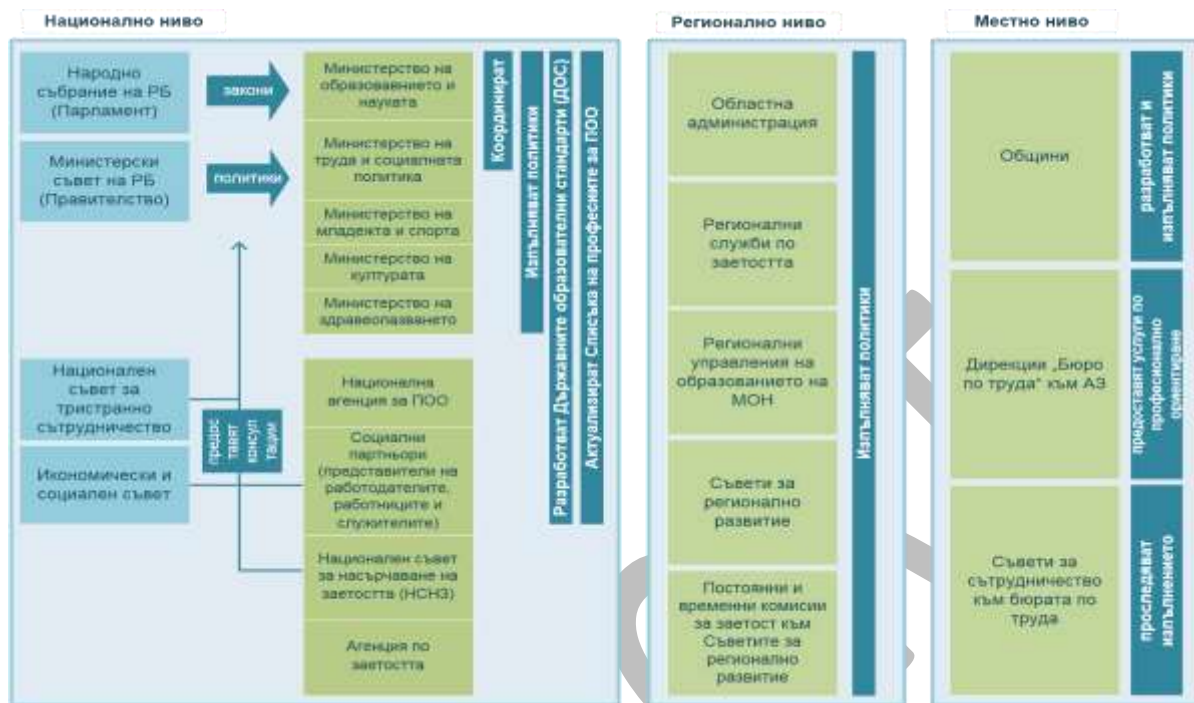 Национално ниво
Народно
събрание на РБ
(Парламент)
закони
Министерски
съвет на РБ
(Правителство)
политики
Национален
съвет за
тристранно
сътрудничество
Икономически и
социален съвет
предос
тавят
консул
тации
Министерство на
образованието и
науката
Министерство на
труда и социалната
политика
Министерство на
младежта и спорта
Министерство на
културата
Министерство на
здравеопазването
Национална
агенция за ПОО
Социални
партньори
(представители на
работодателите,
работниците и
служителите)
Национален съвет
за насърчаване на
заетостта (НСНЗ)
Агенция по
заетостта
Координират
Изпълняват политики
Разработват Държавните образователни стандарти (ДОС)
Актуализират Списъка на професиите за ПОО
Регионално ниво
Областна
администрация
Регионални
служби по
заетостта
Регионални
управления на
образованието на
МОН
Съвети за
регионално
развитие
Постоянни и
временни комисии
за заетост към
Съветите за
регионално
развитие
Изпълняват политики
Местно ниво
Общини
Дирекции „Бюро
по труда“ към АЗ
Съвети за
сътрудничество
към бюрата по
труда
разработват и
изпълняват политики
предоставят услуги по
професионално
ориентиране
проследяват
изпълнението